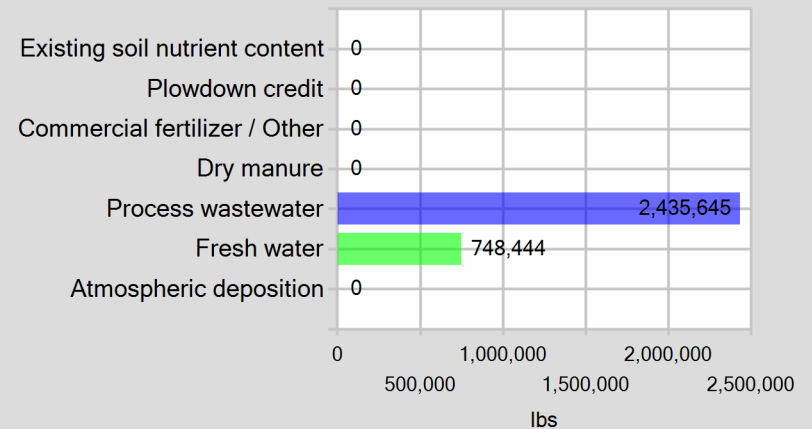 Existing soil nutrient content 0
Plowdown credit 0
Commercial fertilizer / Other 0
Dry manure 0
Process wastewater 2,435,645
Fresh water 748,444
Atmospheric deposition 0
0 1,000,000 2,000,000
500,000 1,500,000 2,500,000
lbs